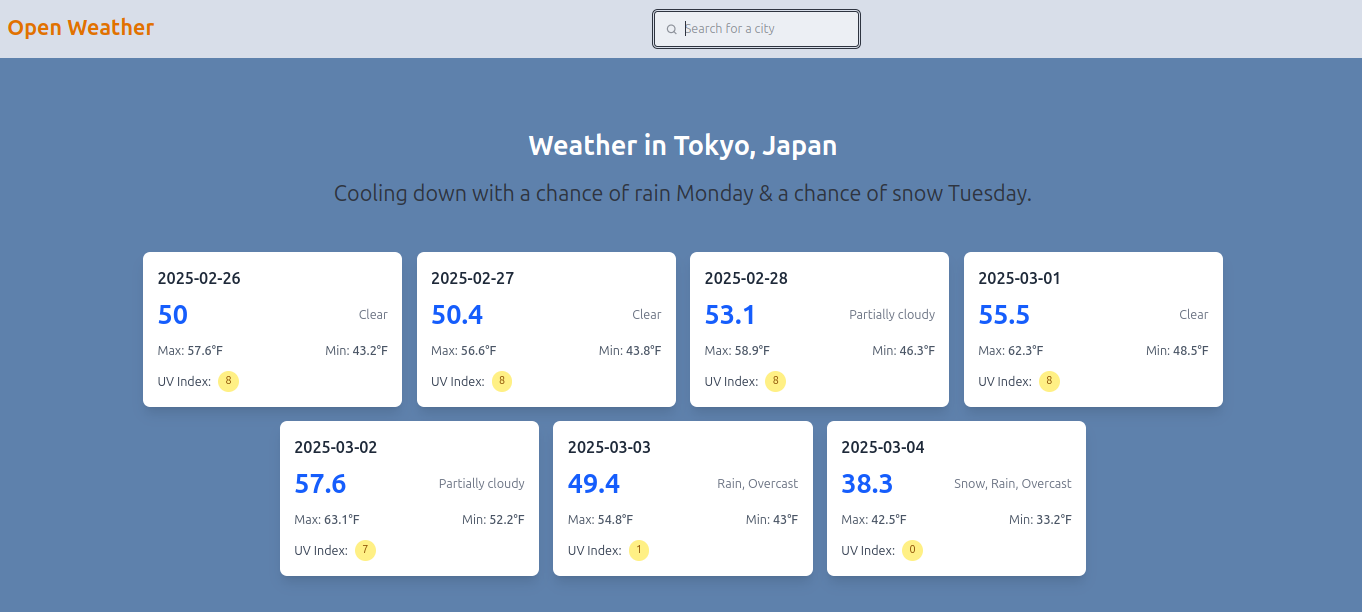 Open Weather
Search for a city
Weather in Tokyo, Japan
Cooling down with a chance of rain Monday & a chance of snow Tuesday.
2025-02-26
50 Clear
Max: 57.6°F Min: 43.2°F
UV Index: 8
2025-02-27
50.4 Clear
Max: 56.6°F Min: 43.8°F
UV Index: 8
2025-02-28
53.1 Partially cloudy
Max: 58.9°F Min: 46.3°F
UV Index: 8
2025-03-01
55.5 Clear
Max: 62.3°F Min: 48.5°F
UV Index: 8
2025-03-02
57.6 Partially cloudy
Max: 63.1°F Min: 52.2°F
UV Index: 7
2025-03-03
49.4 Rain, Overcast
Max: 54.8°F Min: 43°F
UV Index: 1
2025-03-04
38.3 Snow, Rain, Overcast
Max: 42.5°F Min: 33.2°F
UV Index: 0